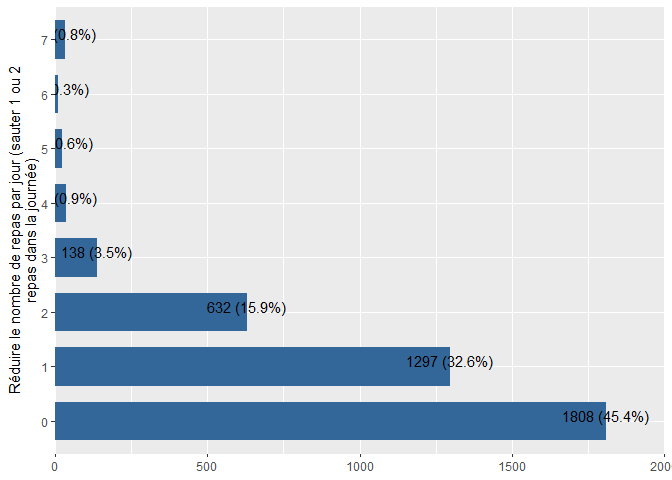 Réduire le nombre de repas par jour (sauter 1 ou 2
repas dans la journée)
7 (0.8%)
6 .3%)
5 0.6%)
4 (0.9%)
3 138 (3.5%)
2 632 (15.9%)
1 1297 (32.6%)
0 1808 (45.4%)
0 500 1000 1500 2000